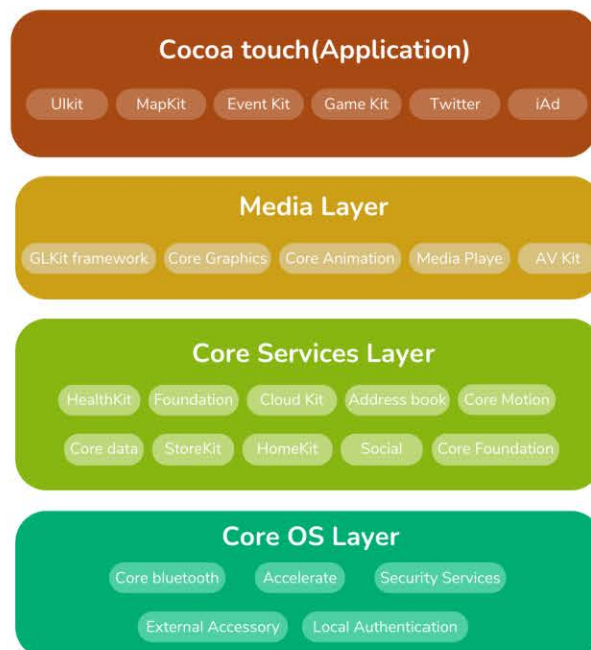 Cocoa touch(Application)
UIkit MapKit Event Kit Game Kit Twitter iAd
Media Layer
GLKit framework Core Graphics Core Animation Media Playe AV Kit
Core Services Layer
HealthKit Foundation Cloud Kit Address book Core Motion
Core data StoreKit HomeKit Social Core Foundation
Core OS Layer
Core bluetooth Accelerate Security Services
External Accessory Local Authentication